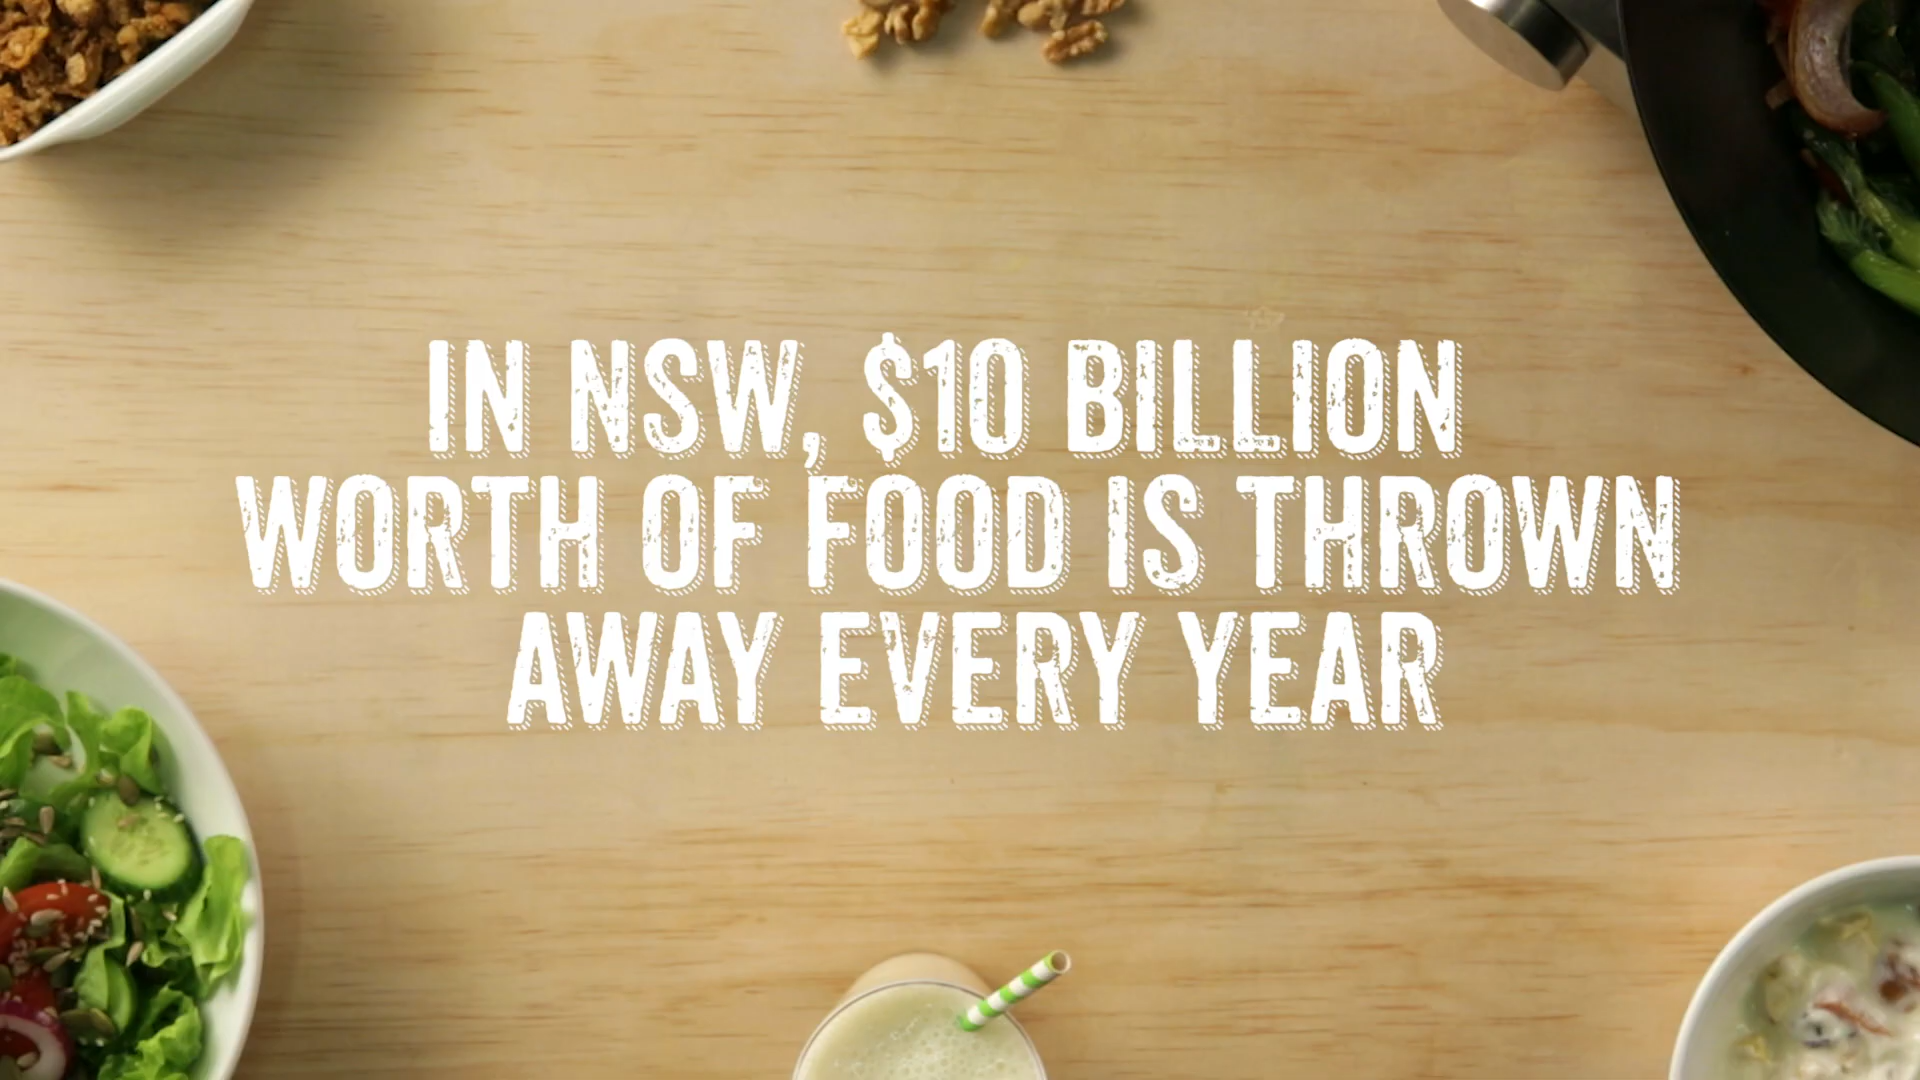 IN NSW, $10 BILLION
WORTH OF FOOD IS THROWN
AWAY EVERY YEAR